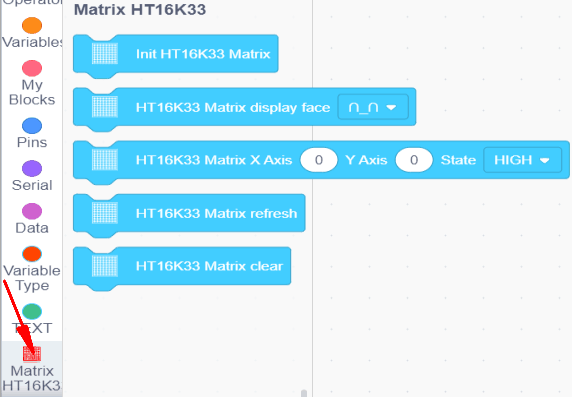 Operator
Variables
My
Blocks
Pins
Serial
Data
Variable
Type
TEXT
Matrix
HT16K3
Matrix HT16K33
Init HT16K33 Matrix
HT16K33 Matrix display face ∩_∩
HT16K33 Matrix X Axis 0 Y Axis 0 State HIGH
HT16K33 Matrix refresh
HT16K33 Matrix clear